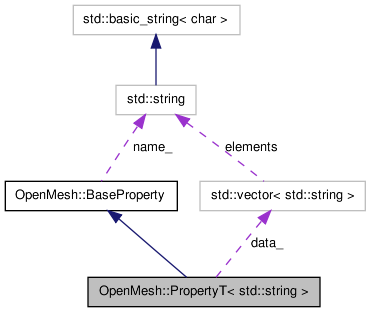 std::basic_string< char >
std::string
name_
elements
OpenMesh::BaseProperty
std::vector< std::string >
data_
OpenMesh::PropertyT< std::string >